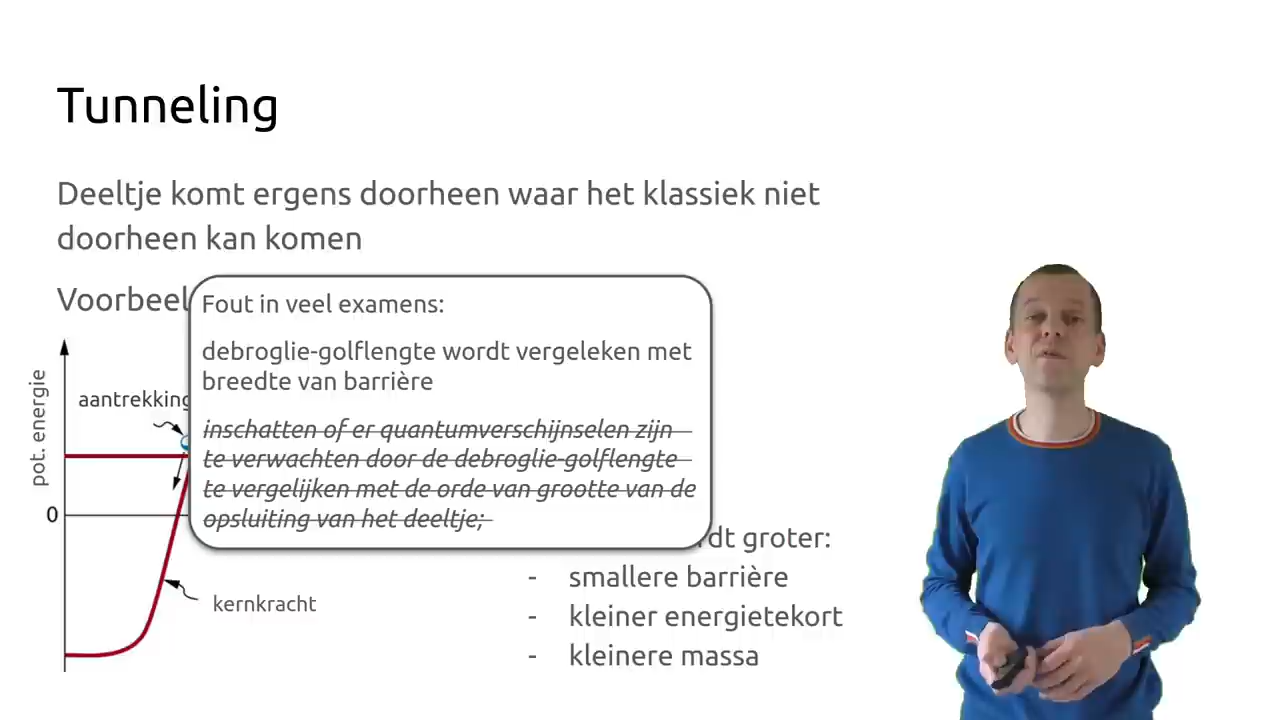 Tunneling
Deeltje komt ergens doorheen waar het klassiek niet
doorheen kan komen
Voorbeel
Fout in veel examens:
debroglie-golflengte wordt vergeleken met
breedte van barrière
inschatten of er quantumverschijnselen zijn
te verwachten door de debroglie-golflengte
te vergelijken met de orde van grootte van de
opsluiting van het deeltje;
pot. energie
aantrekking
0
kernkracht
rdt groter:
- smallere barrière
- kleiner energietekort
- kleinere massa